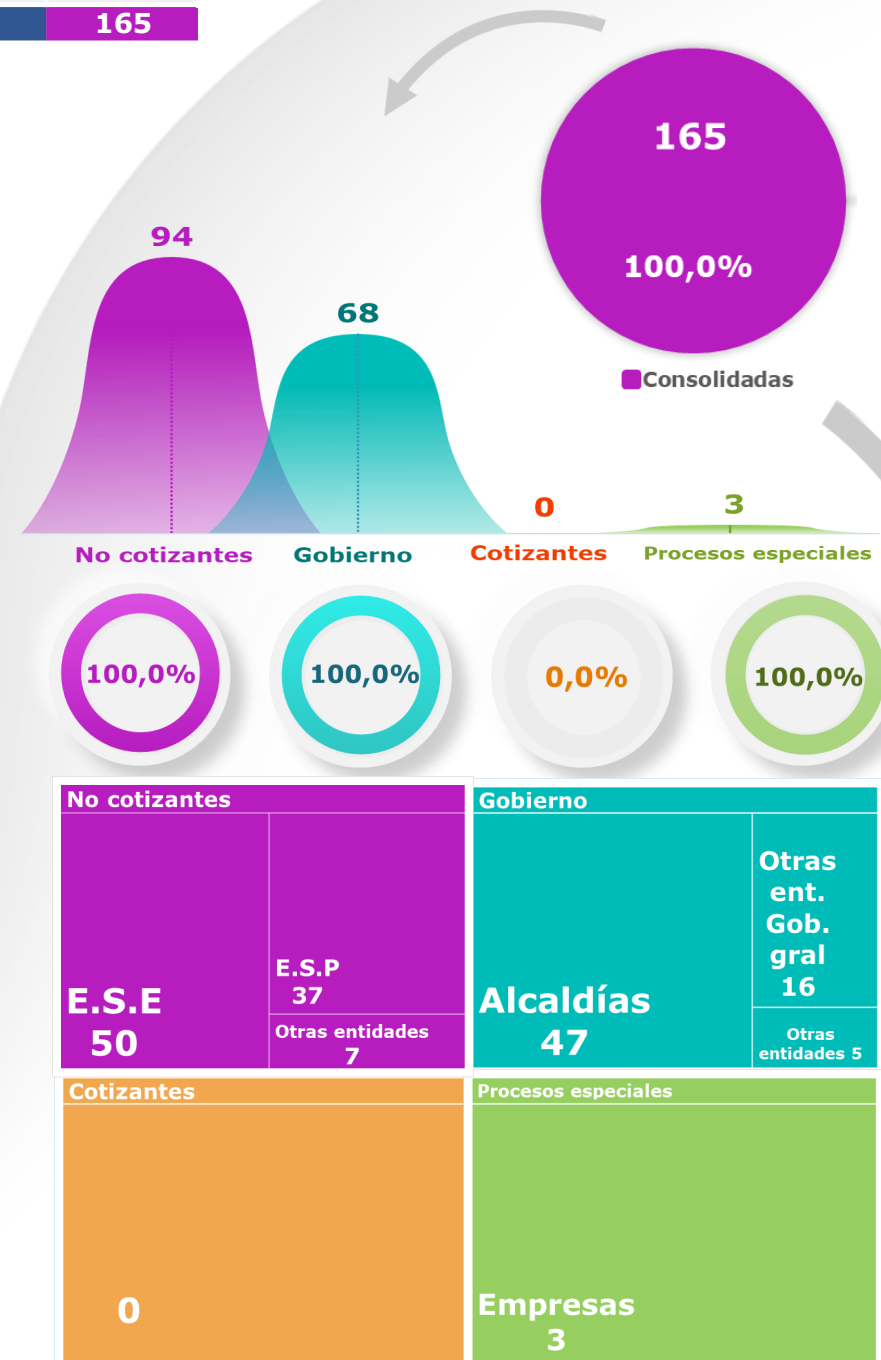 165
165
100,0%
Consolidadas
94
68
0
3
No cotizantes
Gobierno
Cotizantes
Procesos especiales
100,0%
100,0%
0,0%
100,0%
No cotizantes
E.S.E
50
E.S.P
37
Otras entidades
7
Gobierno
Alcaldías
47
Otras
ent.
Gob.
gral
16
Otras
entidades 5
Cotizantes
0
Procesos especiales
Empresas
3